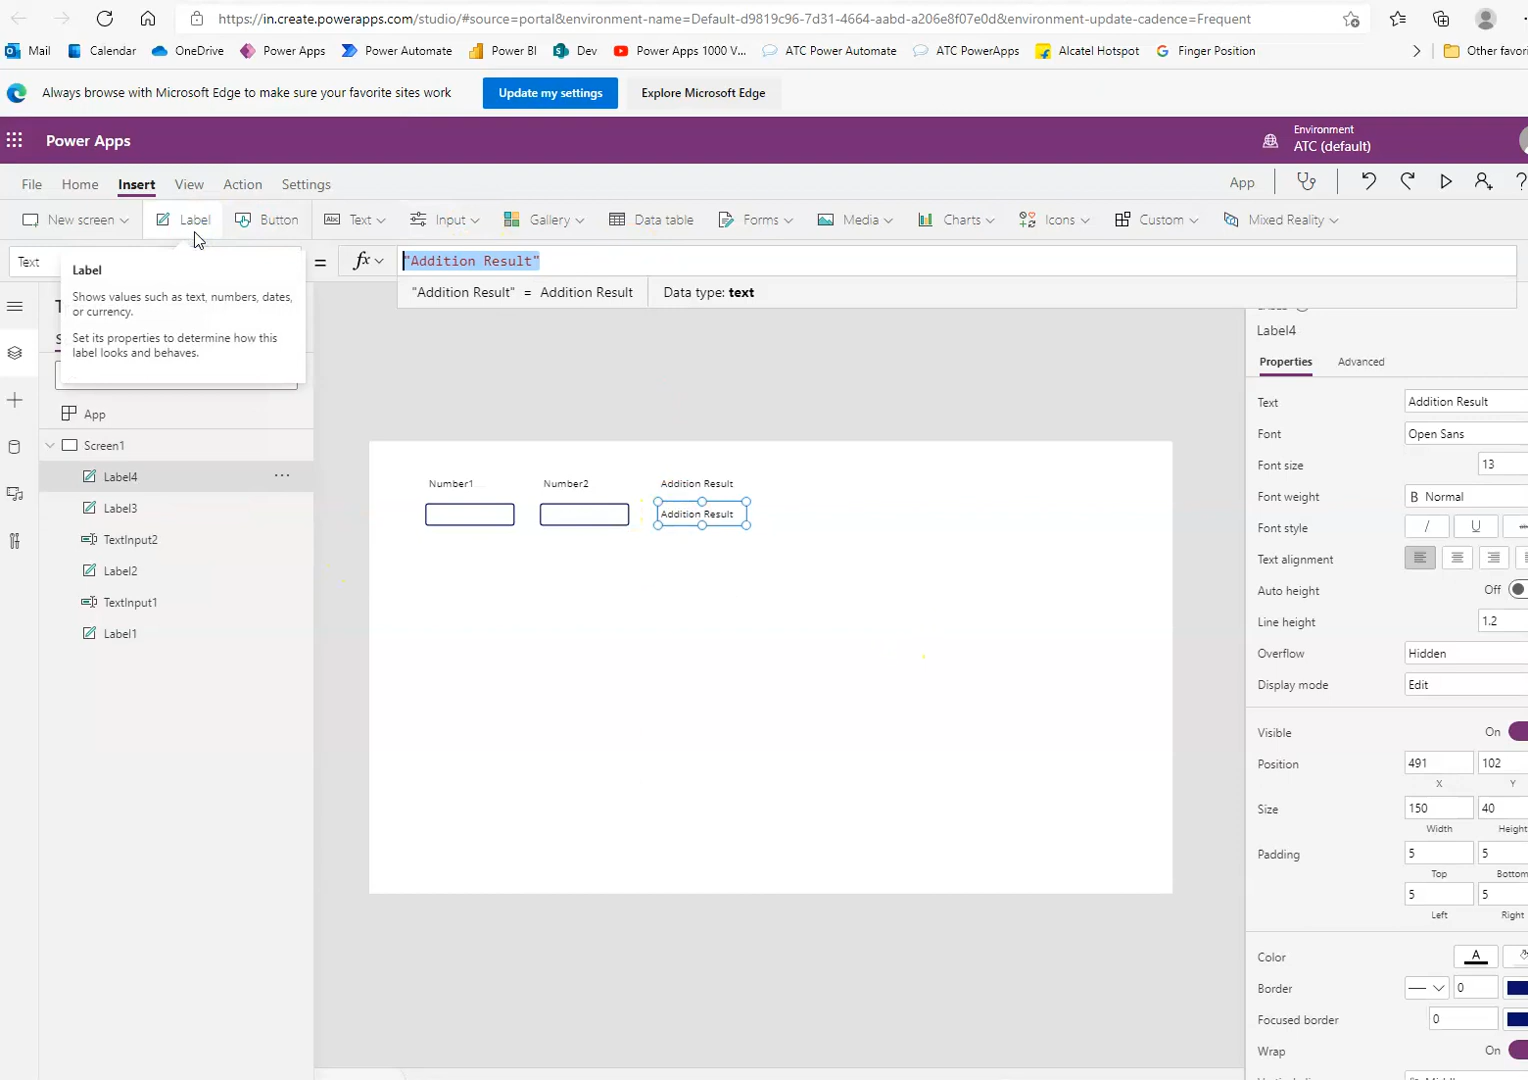 https://in.create.powerapps.com/studio/#source=portal&environment-name=Default-d9819c96-7d31-4664-aabd-a206e8f07e0d&environment-update-cadence=Frequent
Mail Calendar OneDrive Power Apps Power Automate Power BI Dev Power Apps 1000 V... ATC Power Automate ATC PowerApps Alcatel Hotspot Finger Position Other favori
Always browse with Microsoft Edge to make sure your favorite sites work Update my settings Explore Microsoft Edge
Power Apps
Environment
ATC (default)
File Home Insert View Action Settings App
New screen Label Button Text Input Gallery Data table Forms Media Charts Icons Custom Mixed Reality
Text = fx "Addition Result"
"Addition Result" = Addition Result Data type: text
Label
Shows values such as text, numbers, dates,
or currency.
Set its properties to determine how this
label looks and behaves.
App
Screen1
Label4
Label3
TextInput2
Label2
TextInput1
Label1
Number1 Number2 Addition Result
Addition Result
Label4
Properties Advanced
Text Addition Result
Font Open Sans
Font size 13
Font weight B Normal
Font style / U
Text alignment
Auto height Off
Line height 1.2
Overflow Hidden
Display mode Edit
Visible On
Position 491 102
X Y
Size 150 40
Width Height
Padding 5 5
Top Bottom
5 5
Left Right
Color A
Border 0
Focused border 0
Wrap On